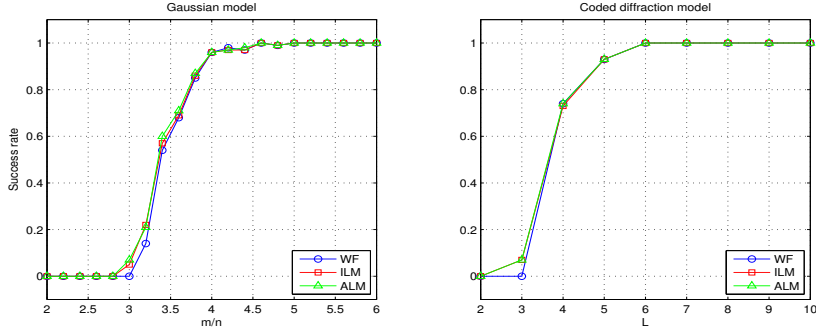 Gaussian model
Success rate
1
0.8
0.6
0.4
0.2
0
2 2.5 3 3.5 4 4.5 5 5.5 6
m/n
WF
ILM
ALM
Coded diffraction model
1
0.8
0.6
0.4
0.2
0
2 3 4 5 6 7 8 9 10
L
WF
ILM
ALM